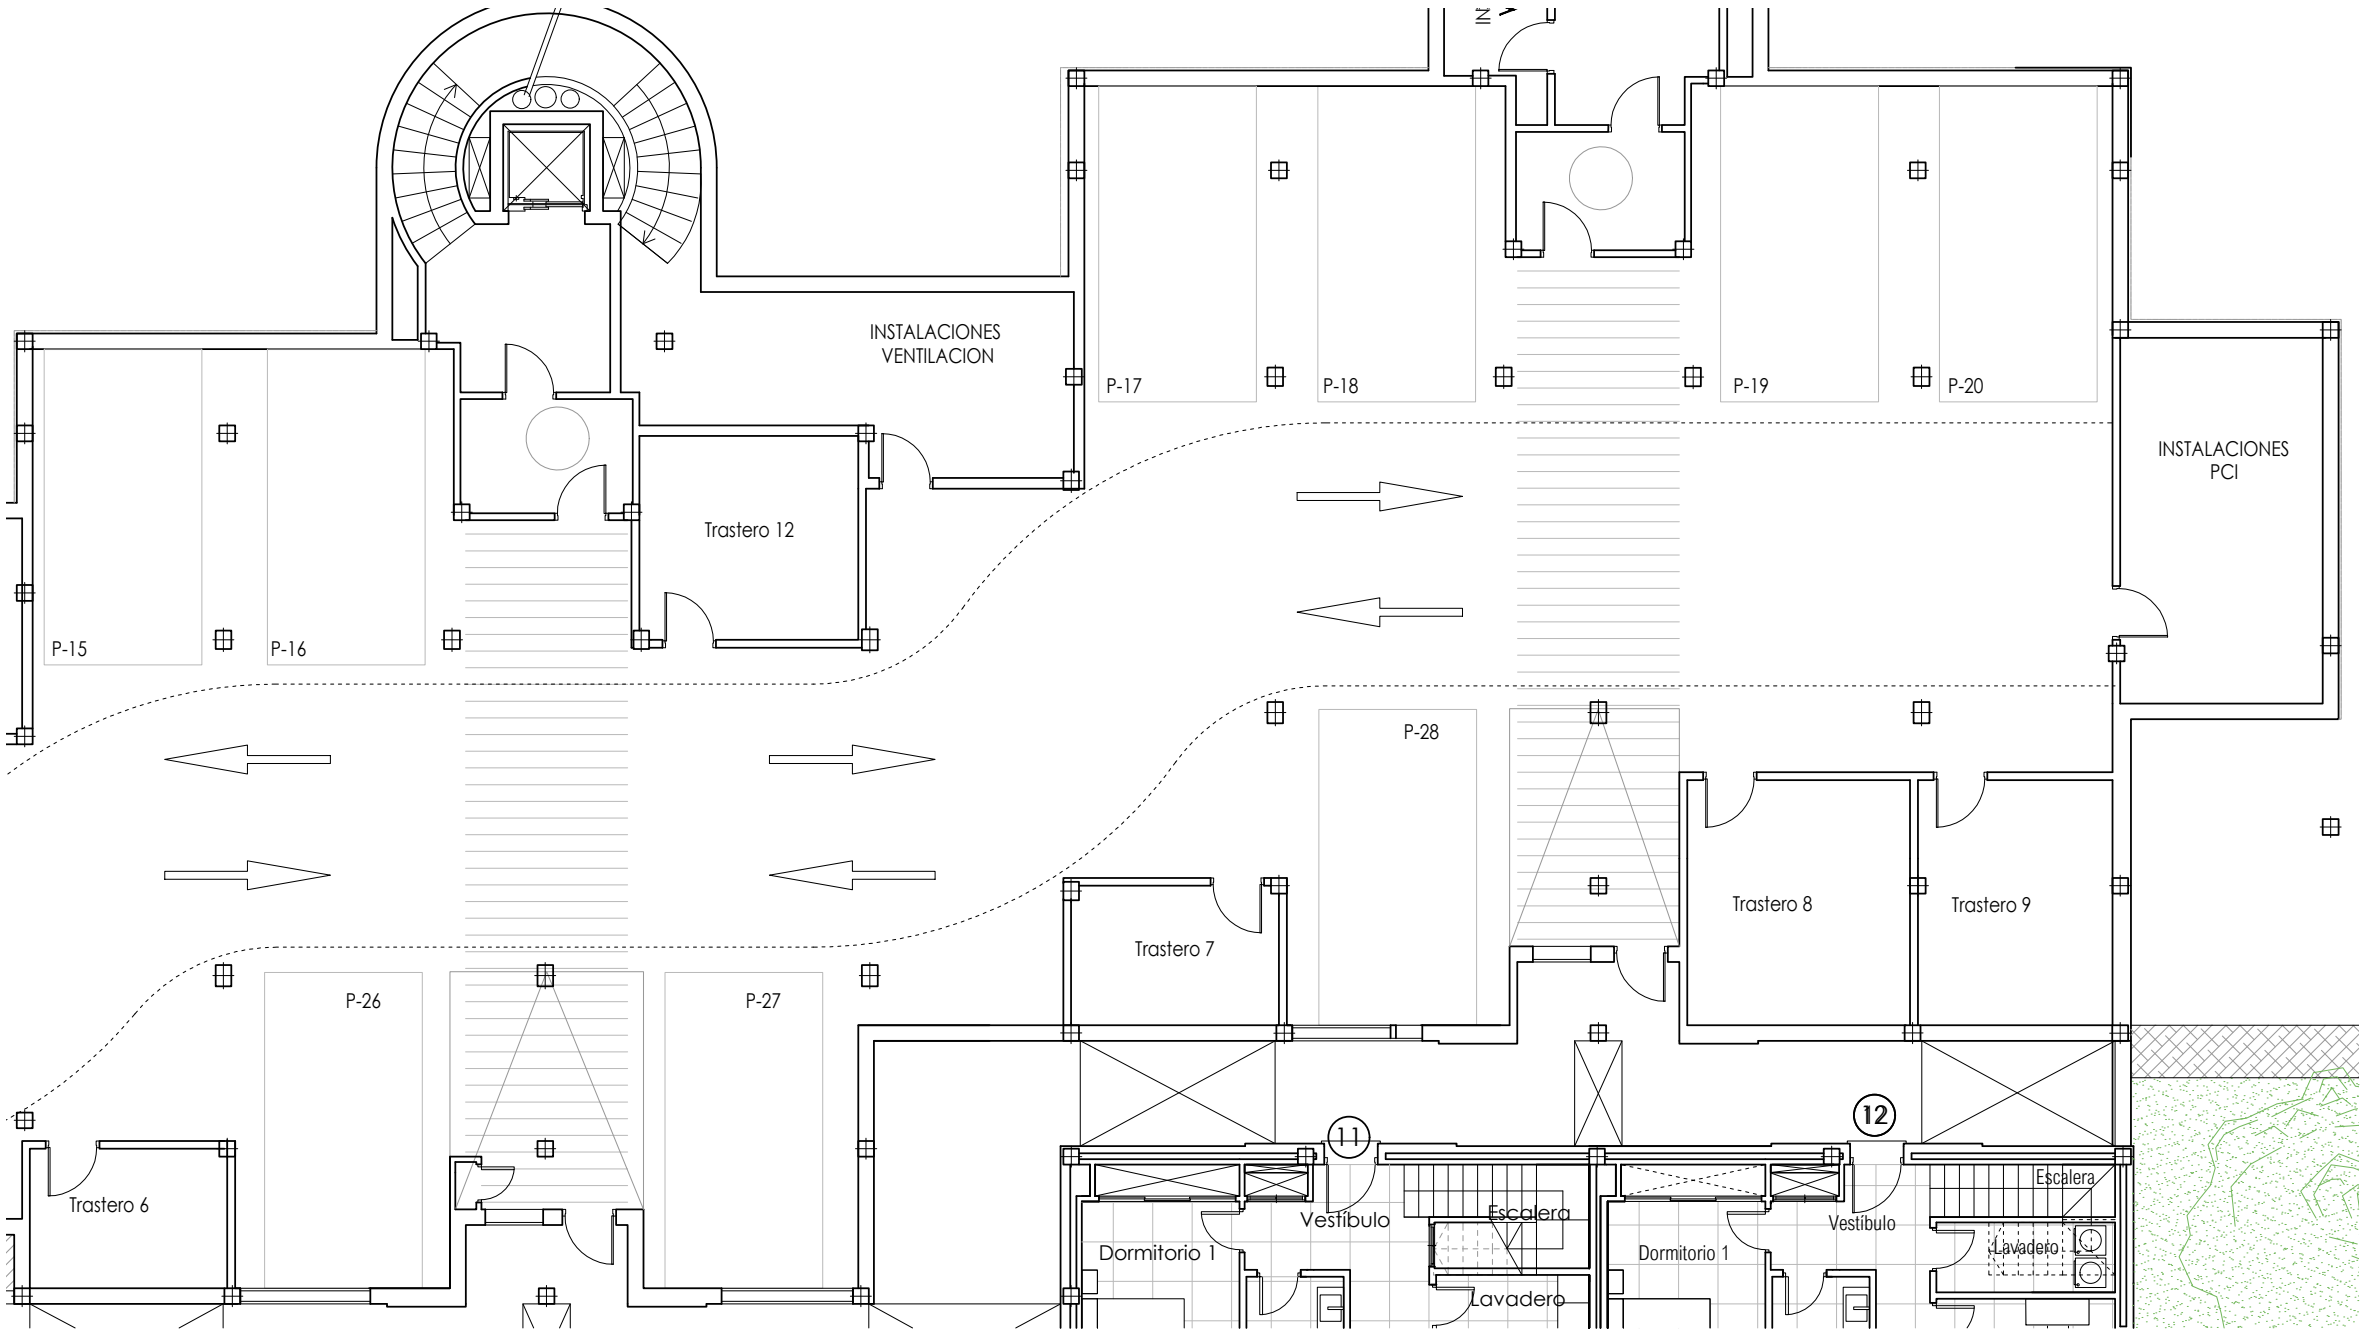 IN
INSTALACIONES
VENTILACION
P-17
P-18
P-19
P-20
INSTALACIONES
PCI
Trastero 12
P-15
P-16
P-28
Trastero 8
Trastero 9
Trastero 7
P-26
P-27
11
12
Trastero 6
Escalera
Vestíbulo
Escalera
Vestíbulo
Dormitorio 1
Dormitorio 1
Lavadero
Lavadero